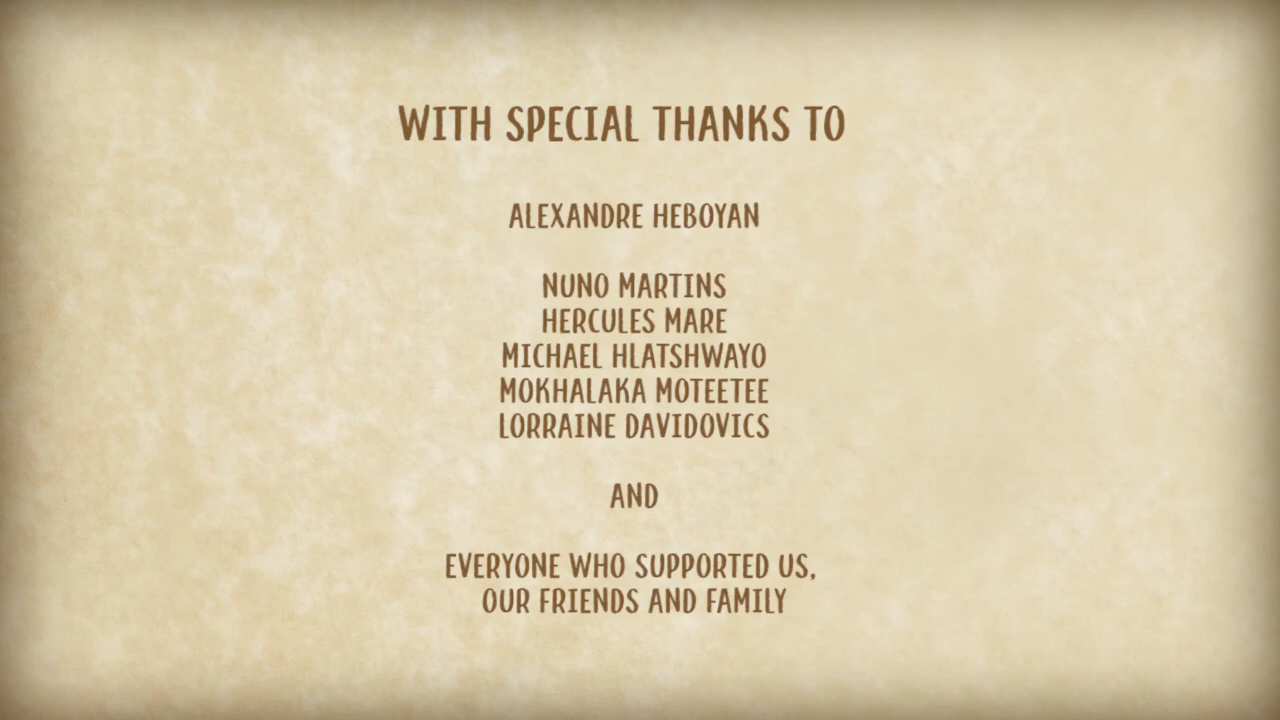 WITH SPECIAL THANKS TO
ALEXANDRE HEBOYAN
NUNO MARTINS
HERCULES MARE
MICHAEL HLATSHWAYO
MOKHALAKA MOTEETEE
LORRAINE DAVIDOVICS
AND
EVERYONE WHO SUPPORTED US,
OUR FRIENDS AND FAMILY